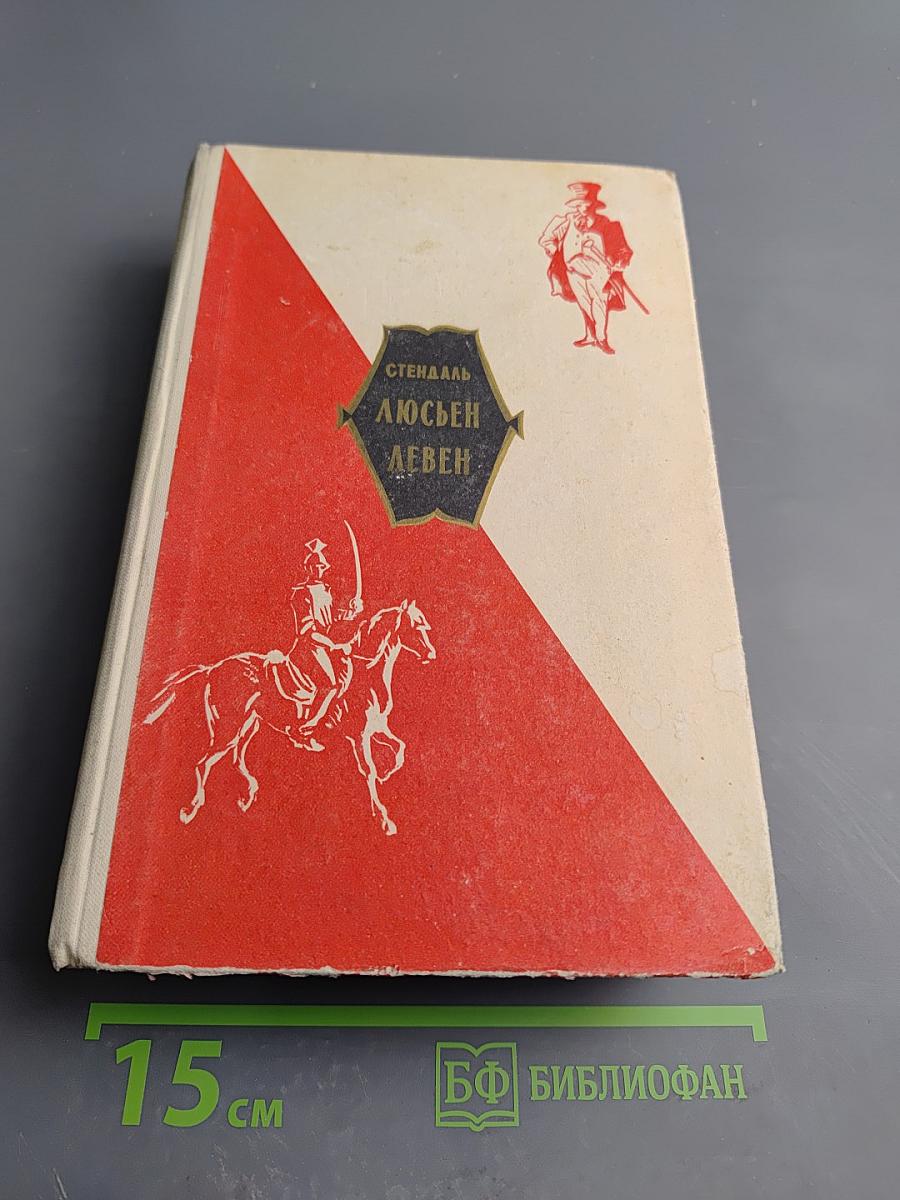 СТЕНДАЛЬ
ЛЮСЬЕН
ЛЕВЕН
15 см
БФ БИБЛИОФАН